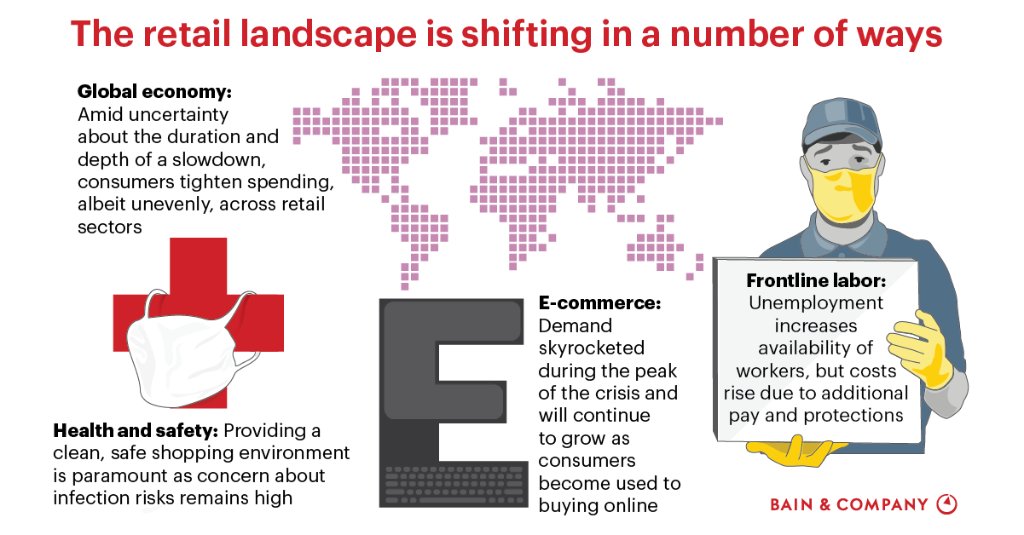 The retail landscape is shifting in a number of ways
Global economy:
Amid uncertainty
about the duration and
depth of a slowdown,
consumers tighten spending,
albeit unevenly, across retail
sectors
Health and safety: Providing a
clean, safe shopping environment
is paramount as concern about
infection risks remains high
E
E-commerce:
Demand
skyrocketed
during the peak
of the crisis and
will continue
to grow as
consumers
become used to
buying online
Frontline labor:
Unemployment
increases
availability of
workers, but costs
rise due to additional
pay and protections
BAIN & COMPANY